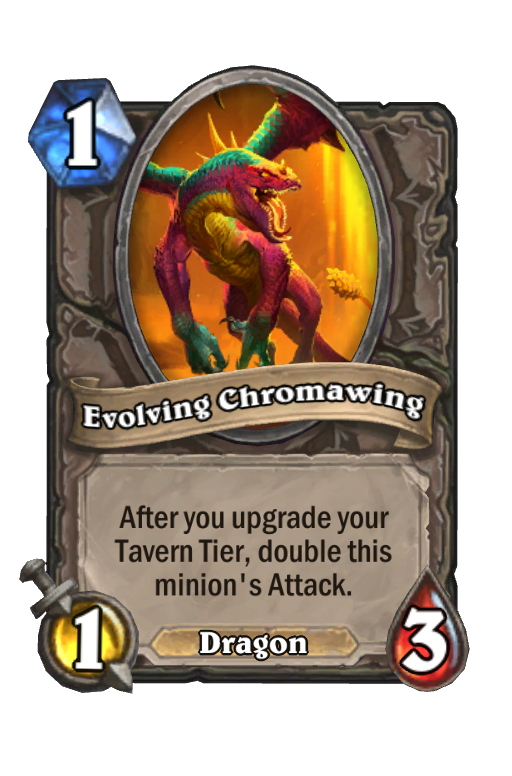 1
Evolving Chromawing
After you upgrade your
Tavern Tier, double this
minion's Attack.
1
Dragon
3